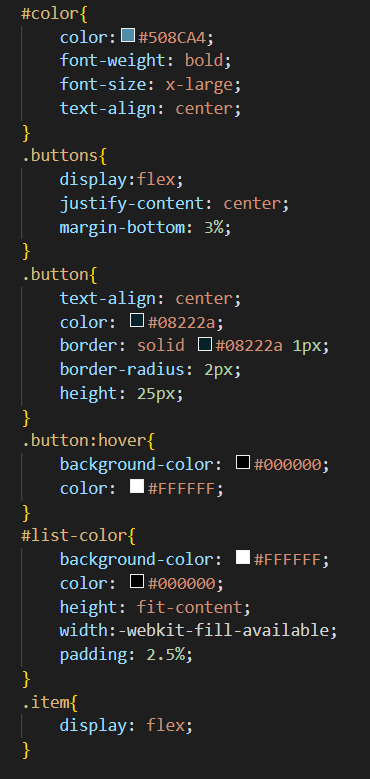 #color{
    color:#508CA4;
    font-weight: bold;
    font-size: x-large;
    text-align: center;
}
.buttons{
    display:flex;
    justify-content: center;
    margin-bottom: 3%;
}
.button{
    text-align: center;
    color: #08222a;
    border: solid #08222a 1px;
    border-radius: 2px;
    height: 25px;
}
.button:hover{
    background-color: #000000;
    color: #FFFFFF;
}
#list-color{
    background-color: #FFFFFF;
    color: #000000;
    height: fit-content;
    width:-webkit-fill-available;
    padding: 2.5%;
}
.item{
    display: flex;
}